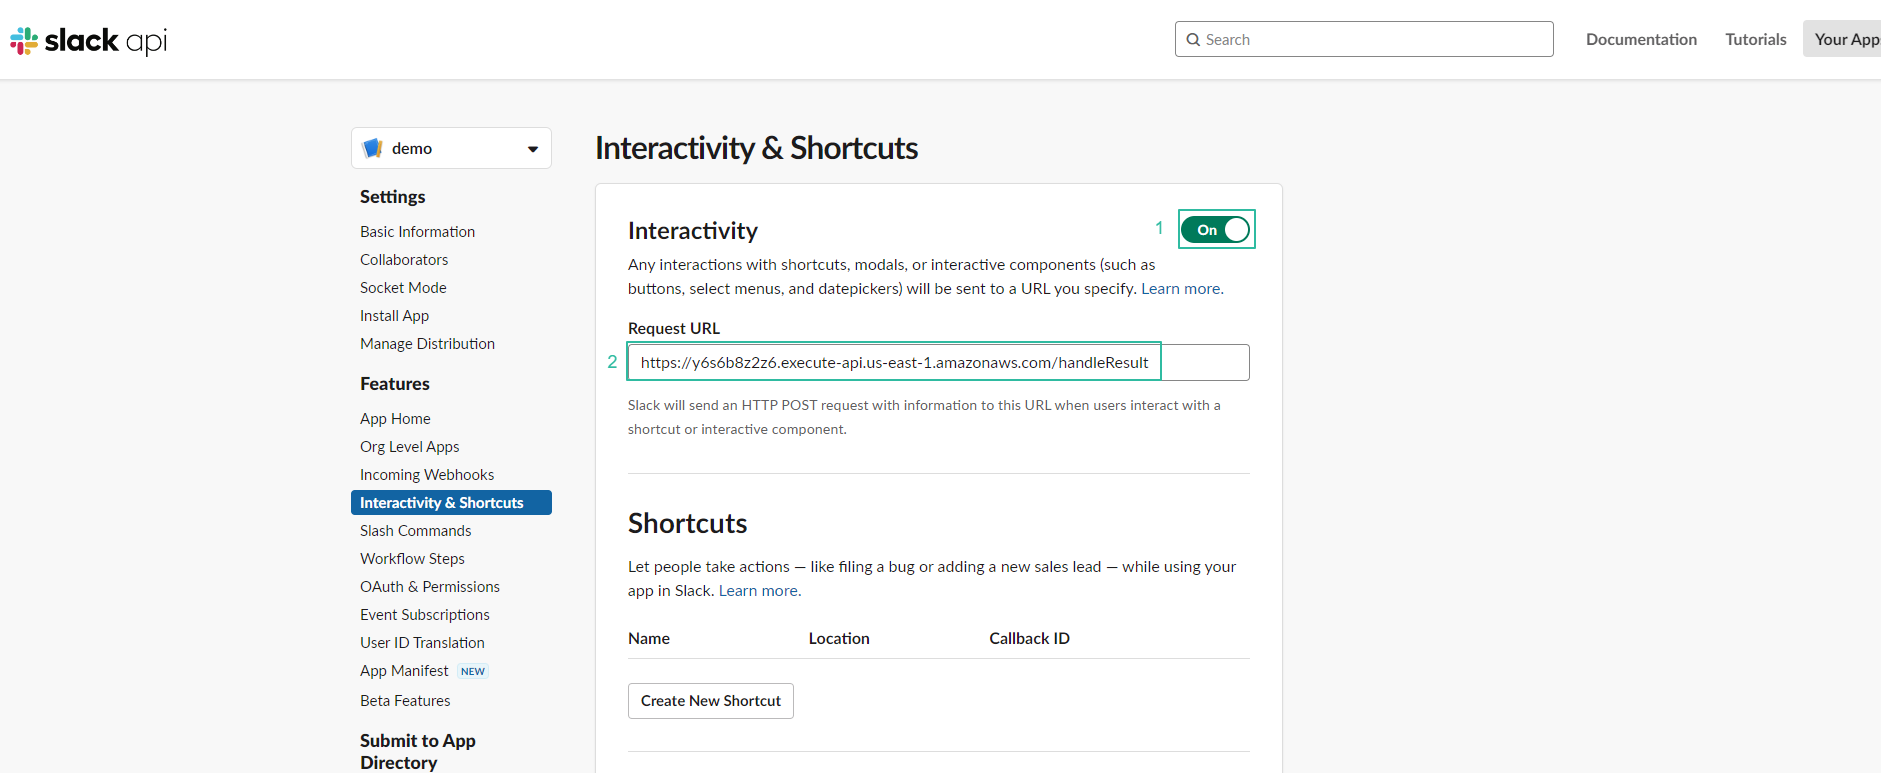 slack api
Search
Documentation
Tutorials
Your Apps
demo
Settings
Basic Information
Collaborators
Socket Mode
Install App
Manage Distribution
Features
App Home
Org Level Apps
Incoming Webhooks
Interactivity & Shortcuts
Slash Commands
Workflow Steps
OAuth & Permissions
Event Subscriptions
User ID Translation
App Manifest NEW
Beta Features
Submit to App
Directory
Interactivity & Shortcuts
Interactivity
1
On
Any interactions with shortcuts, modals, or interactive components (such as
buttons, select menus, and datepickers) will be sent to a URL you specify. Learn more.
Request URL
2
https://y6s6b8z2z6.execute-api.us-east-1.amazonaws.com/handleResult
Slack will send an HTTP POST request with information to this URL when users interact with a
shortcut or interactive component.
Shortcuts
Let people take actions — like filing a bug or adding a new sales lead — while using your
app in Slack. Learn more.
Name
Location
Callback ID
Create New Shortcut